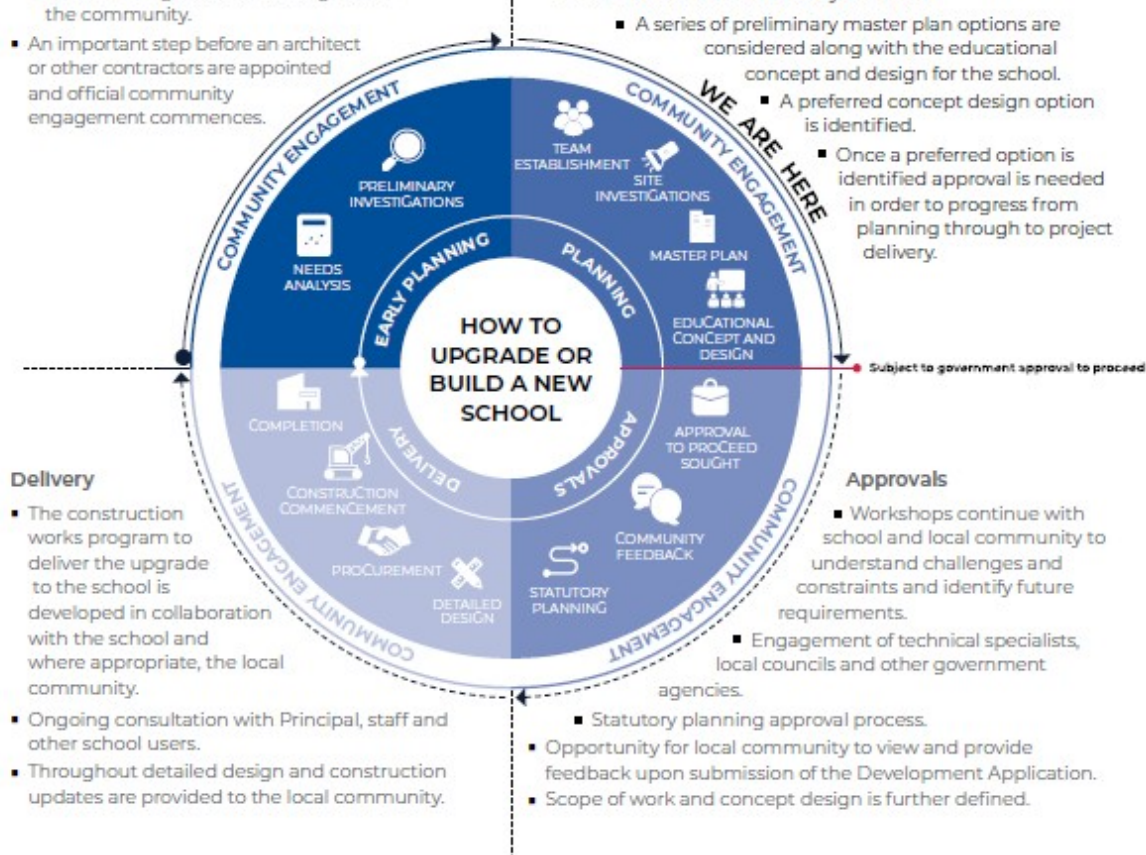 the community.
▪ An important step before an architect
or other contractors are appointed
and official community
engagement commences.
▪ A series of preliminary master plan options are
considered along with the educational
concept and design for the school.
▪ A preferred concept design option
is identified.
▪ Once a preferred option is
identified approval is needed
in order to progress from
planning through to project
delivery.
WE ARE HERE
COMMUNITY ENGAGEMENT
COMMUNITY ENGAGEMENT
PRELIMINARY
INVESTIGATIONS
NEEDS
ANALYSIS
EARLY PLANNING
TEAM
ESTABLISHMENT
SITE
INVESTIGATIONS
MASTER PLAN
EDUCATIONAL
CONCEPT AND
DESIGN
PLANNING
HOW TO
UPGRADE OR
BUILD A NEW
SCHOOL
Subject to government approval to proceed
COMPLETION
CONSTRUCTION
COMMENCEMENT
PROCUREMENT
DETAILED
DESIGN
DELIVERY
COMMUNITY ENGAGEMENT
APPROVALS
APPROVAL
TO PROCEED
SOUGHT
COMMUNITY
FEEDBACK
STATUTORY
PLANNING
COMMUNITY ENGAGEMENT
Delivery
▪ The construction
works program to
deliver the upgrade
to the school is
developed in collaboration
with the school and
where appropriate, the local
community.
▪ Ongoing consultation with Principal, staff and
other school users.
▪ Throughout detailed design and construction
updates are provided to the local community.
Approvals
▪ Workshops continue with
school and local community to
understand challenges and
constraints and identify future
requirements.
▪ Engagement of technical specialists,
local councils and other government
agencies.
▪ Statutory planning approval process.
▪ Opportunity for local community to view and provide
feedback upon submission of the Development Application.
▪ Scope of work and concept design is further defined.